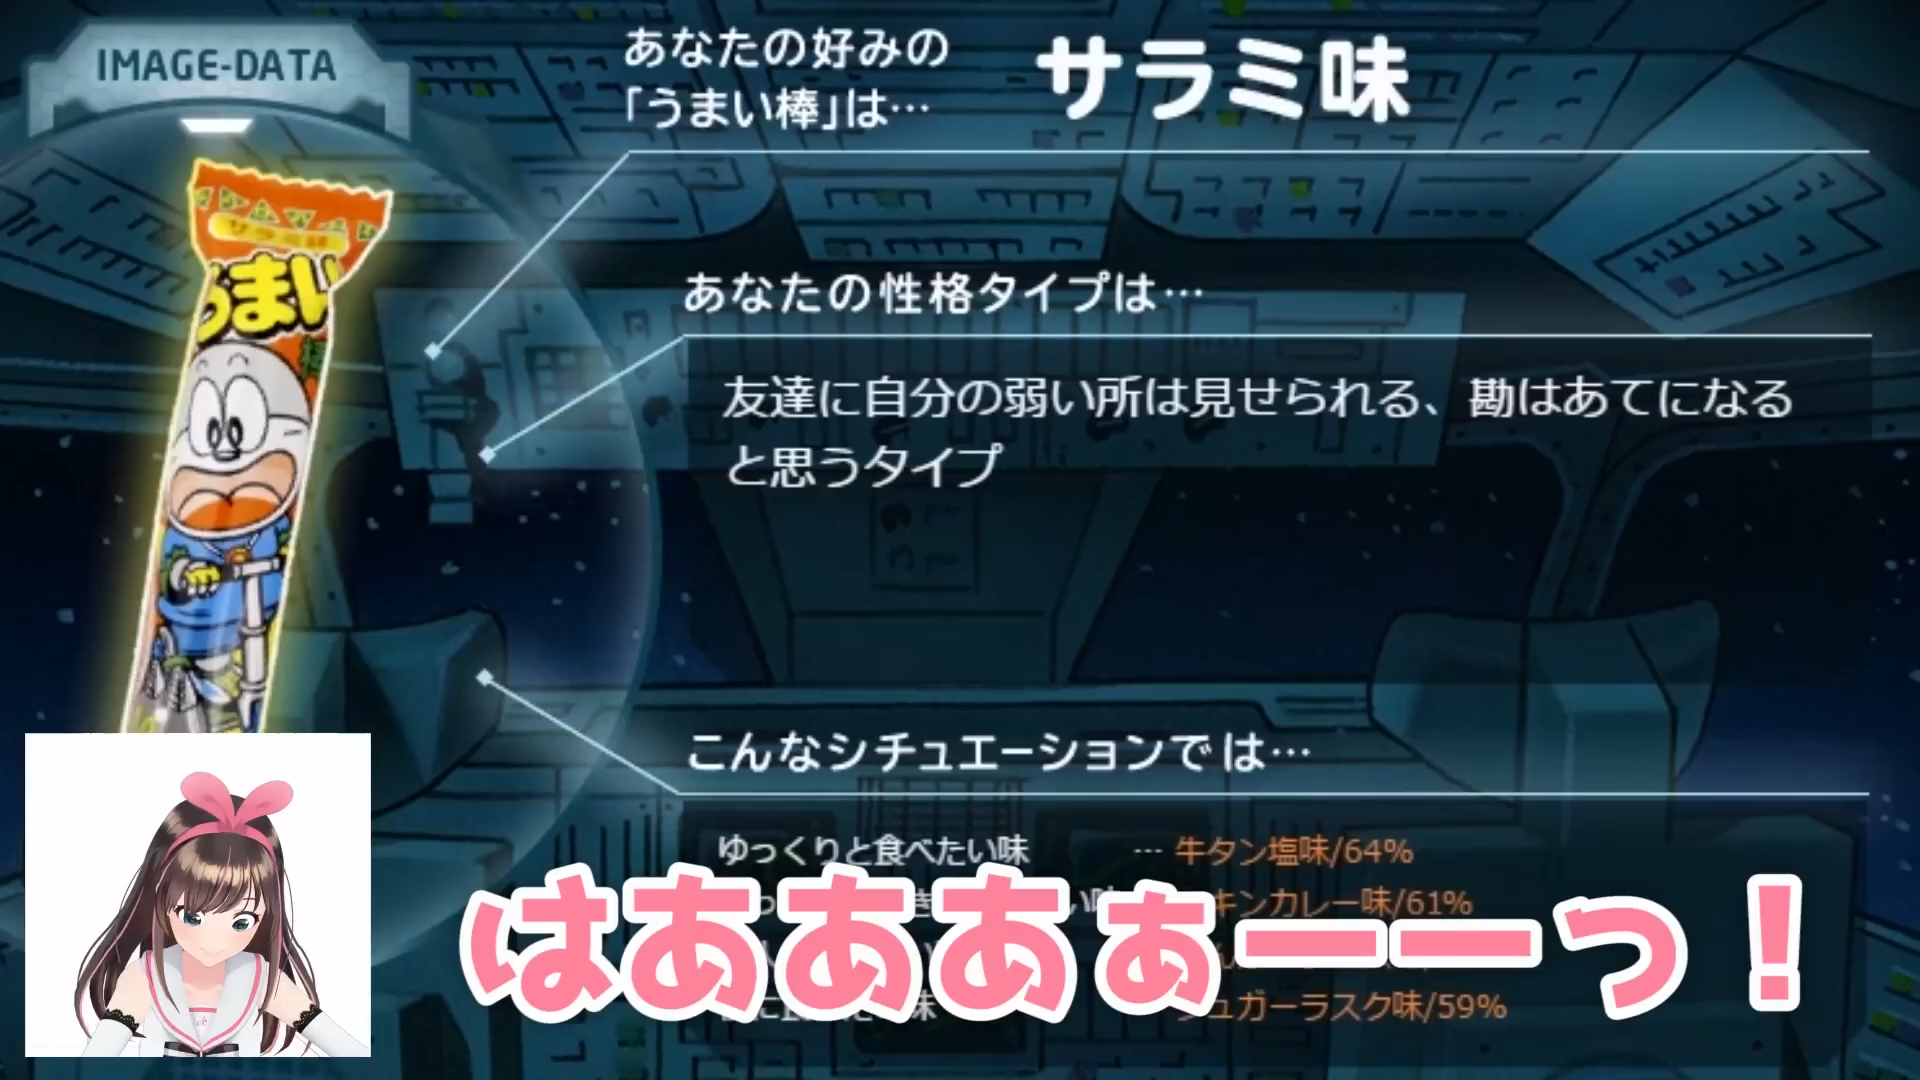 IMAGE-DATA
あなたの好みの
「うまい棒」は…
サラミ味
サラミ味
うまい
あなたの性格タイプは…
友達に自分の弱い所は見せられる、勘はあてになる
と思うタイプ
こんなシチュエーションでは…
ゆっくりと食べたい味 … 牛タン塩味/64%
キンカレー味/61%
はあああぁーーっ！
シュガーラスク味/59%